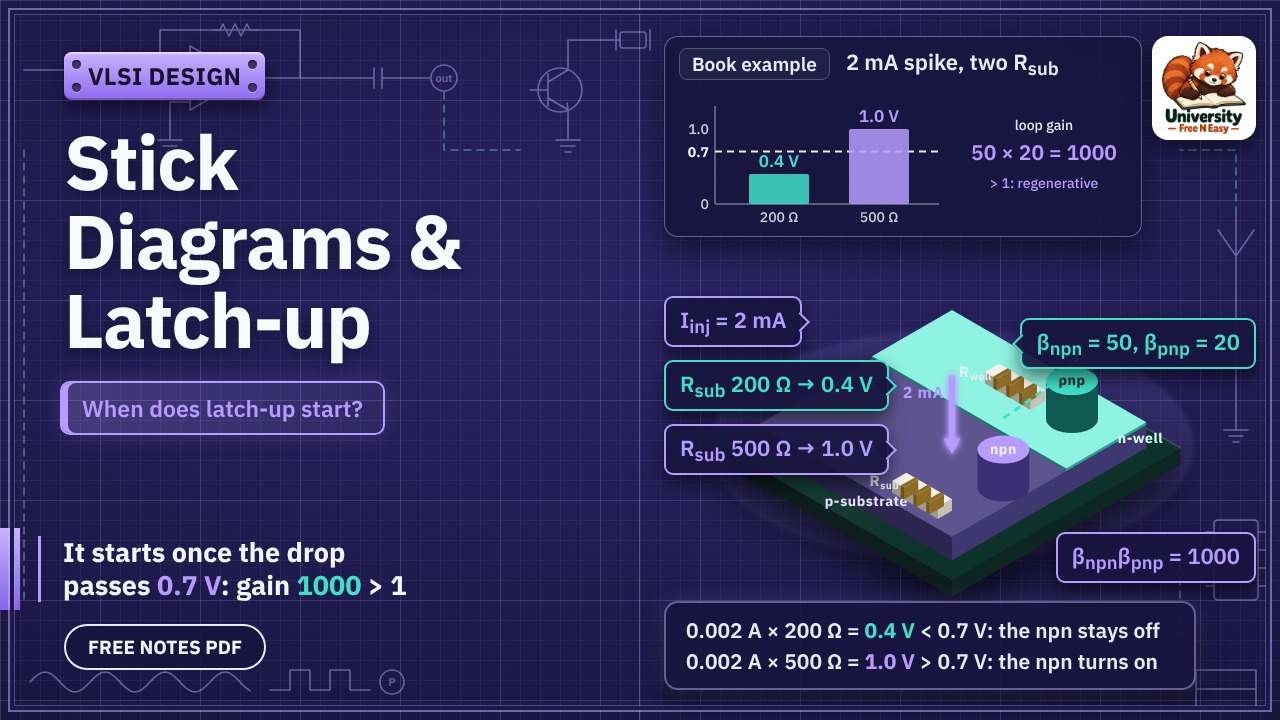 VLSI DESIGN
Stick
Diagrams &
Latch-up
When does latch-up start?
It starts once the drop
passes 0.7 V: gain 1000 > 1
FREE NOTES PDF
out
P
Book example
2 mA spike, two Rsub
1.0
0.7
0
0.4 V
1.0 V
200 Ω
500 Ω
loop gain
50 × 20 = 1000
> 1: regenerative
University
Free N Easy
Iinj = 2 mA
Rsub 200 Ω → 0.4 V
Rsub 500 Ω → 1.0 V
βnpn = 50, βpnp = 20
2 mA
Rwell
pnp
n-well
npn
Rsub
p-substrate
βnpnβpnp = 1000
0.002 A × 200 Ω = 0.4 V < 0.7 V: the npn stays off
0.002 A × 500 Ω = 1.0 V > 0.7 V: the npn turns on